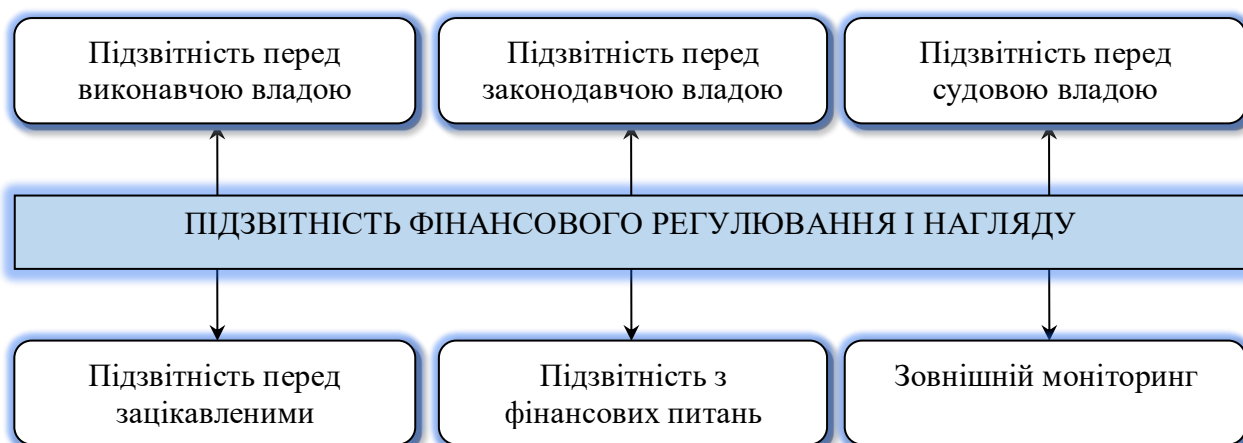 Підзвітність перед
виконавчою владою
Підзвітність перед
законодавчою владою
Підзвітність перед
судовою владою
ПІДЗВІТНІСТЬ ФІНАНСОВОГО РЕГУЛЮВАННЯ І НАГЛЯДУ
Підзвітність перед
зацікавленими
Підзвітність з
фінансових питань
Зовнішній моніторинг